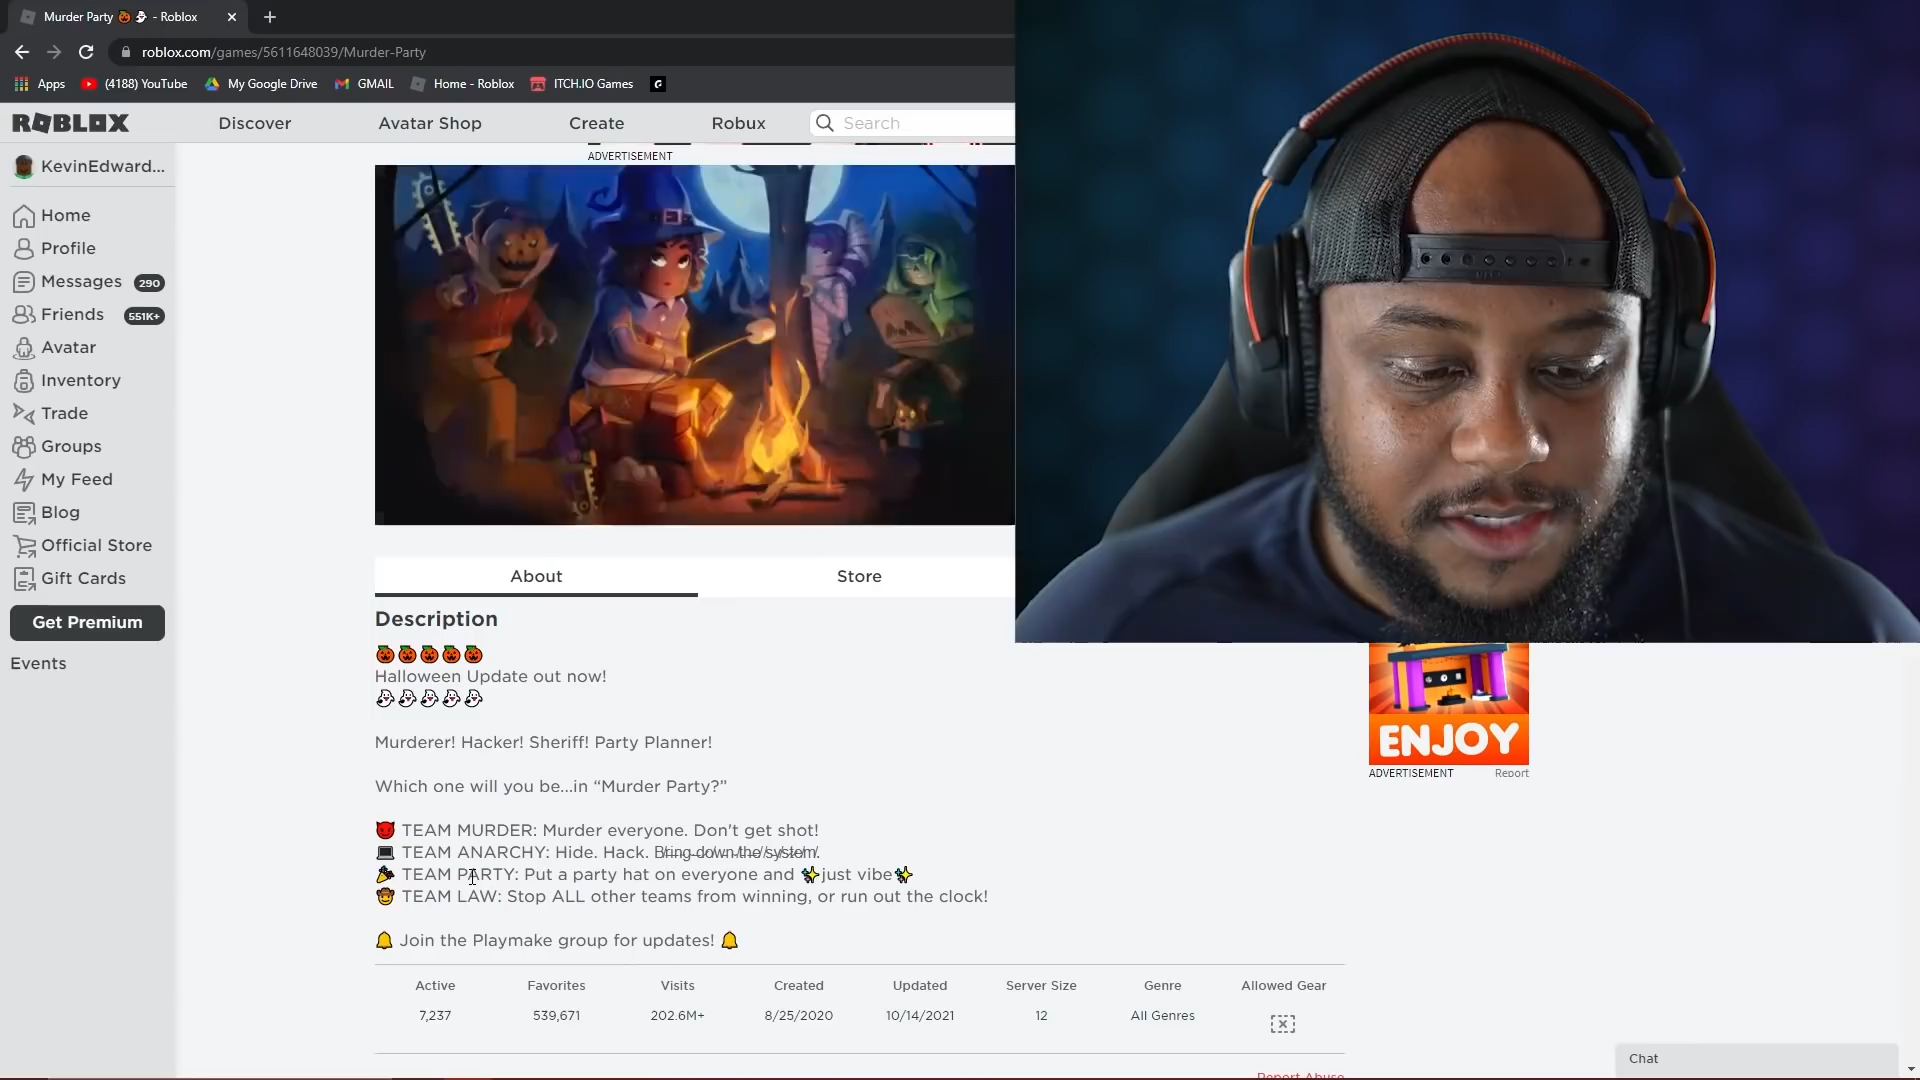 Murder Party 🎃 👻 - Roblox
roblox.com/games/5611648039/Murder-Party
Apps
(4188) YouTube
My Google Drive
GMAIL
Home - Roblox
ITCH.IO Games
ROBLOX
Discover
Avatar Shop
Create
Robux
Search
ADVERTISEMENT
KevinEdward...
Home
Profile
Messages 290
Friends 551K+
Avatar
Inventory
Trade
Groups
My Feed
Blog
Official Store
Gift Cards
Get Premium
Events
About
Store
Description
🎃🎃🎃🎃🎃
Halloween Update out now!
👻👻👻👻👻
Murderer! Hacker! Sheriff! Party Planner!
Which one will you be...in “Murder Party?”
😈 TEAM MURDER: Murder everyone. Don't get shot!
💻 TEAM ANARCHY: Hide. Hack. Bring down the system.
🎉 TEAM PARTY: Put a party hat on everyone and ✨just vibe✨
🤠 TEAM LAW: Stop ALL other teams from winning, or run out the clock!
🔔 Join the Playmake group for updates! 🔔
Active Favorites Visits Created Updated Server Size Genre Allowed Gear
7,237 539,671 202.6M+ 8/25/2020 10/14/2021 12 All Genres
Report Abuse
ENJOY
ADVERTISEMENT Report
Chat